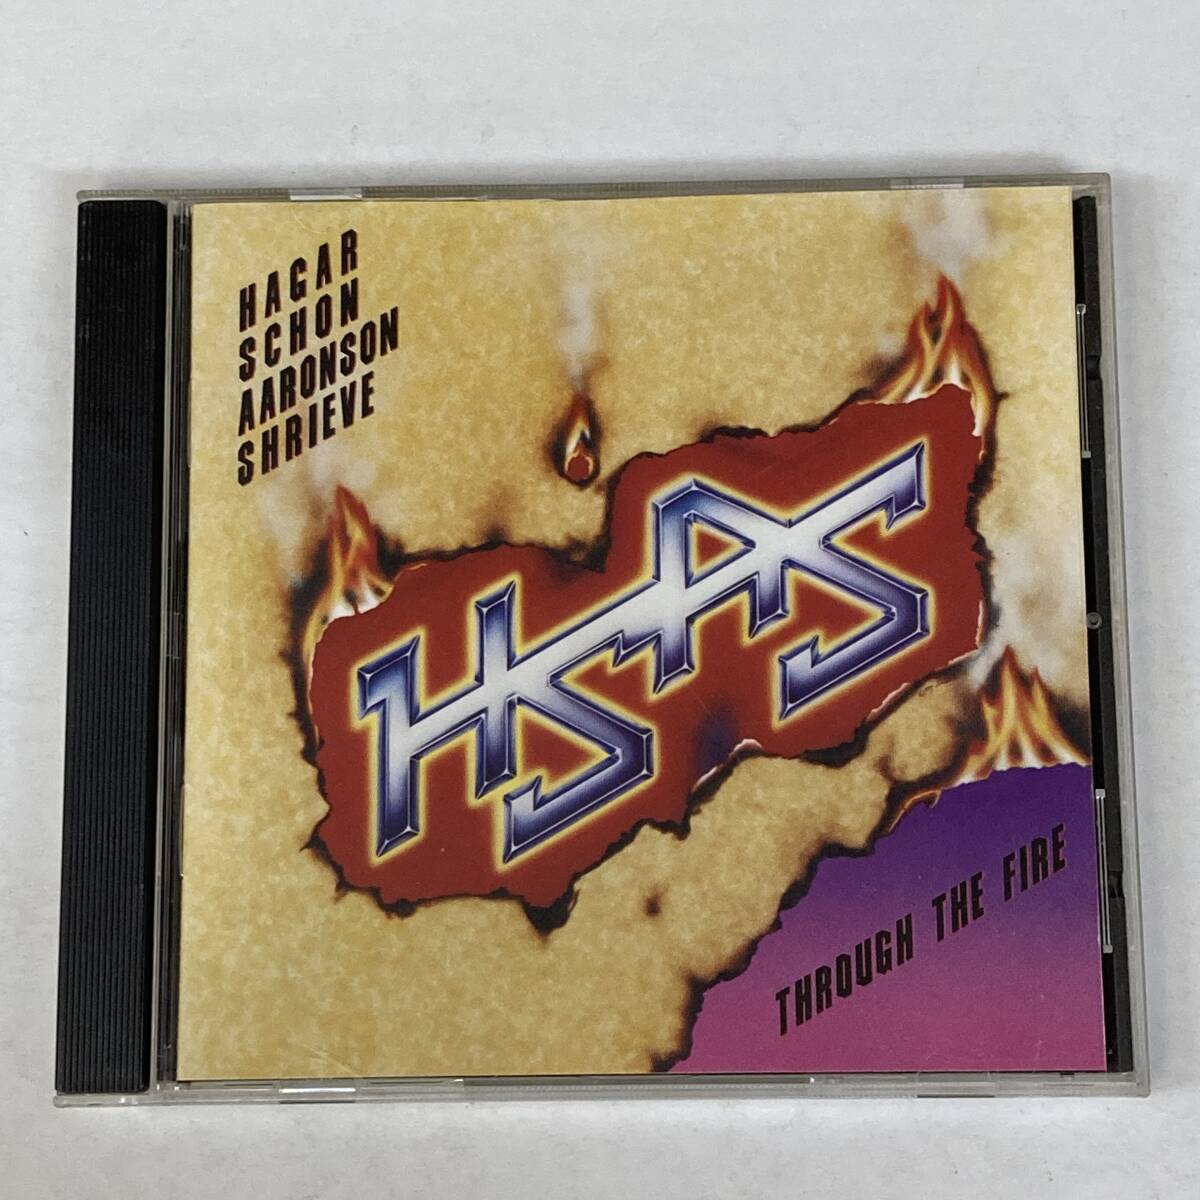 HAGAR
SCHON
AARONSON
SHRIEVE
HSAS
THROUGH THE FIRE